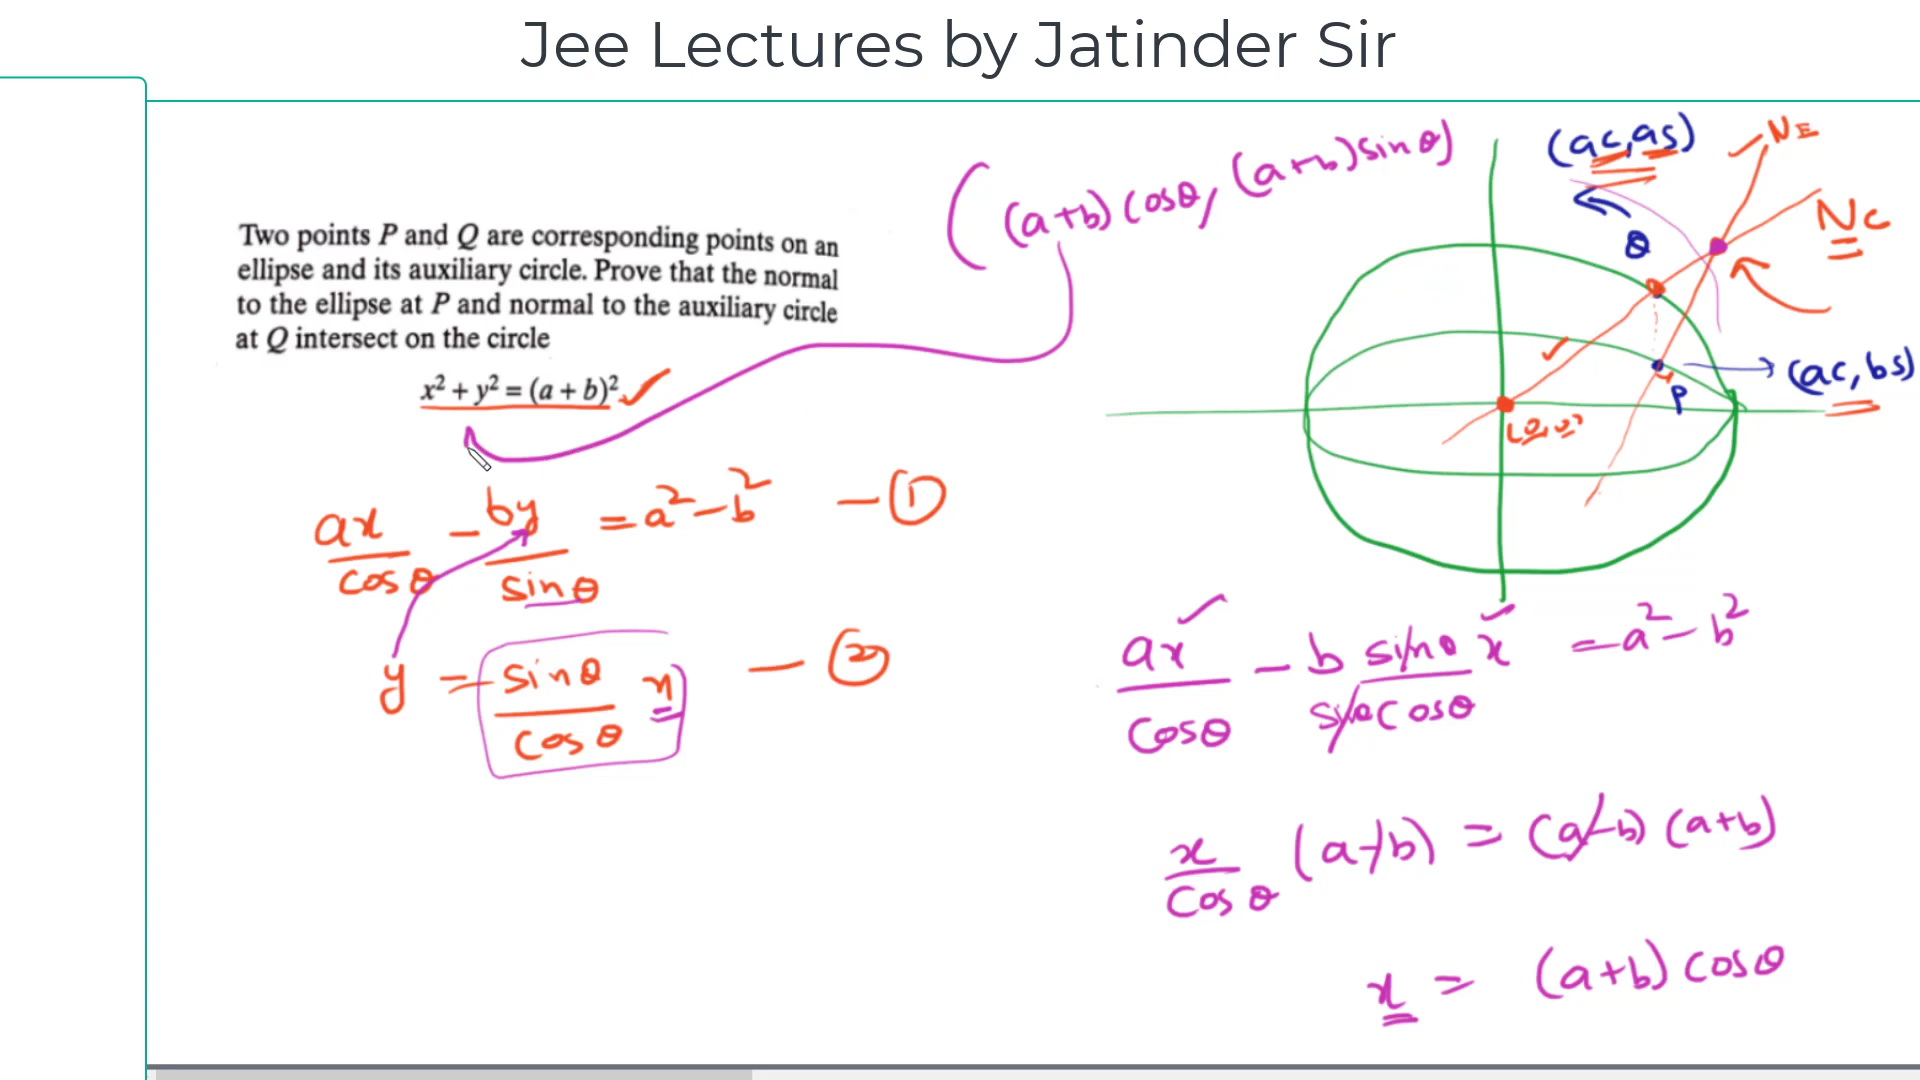 Jee Lectures by Jatinder Sir
Two points P and Q are corresponding points on an
ellipse and its auxiliary circle. Prove that the normal
to the ellipse at P and normal to the auxiliary circle
at Q intersect on the circle
x² + y² = (a + b)²
((a+b) cosθ, (a+b) sinθ)
(ac, as)
N_E
N_C
θ
(ac, bs)
P
(0,0)
ax/cosθ - by/sinθ = a² - b² - ①
y = sinθ/cosθ x - ②
ax/cosθ - b sinθ x/sinθ cosθ = a² - b²
x/cosθ (a-b) = (a-b) (a+b)
x = (a+b) cosθ